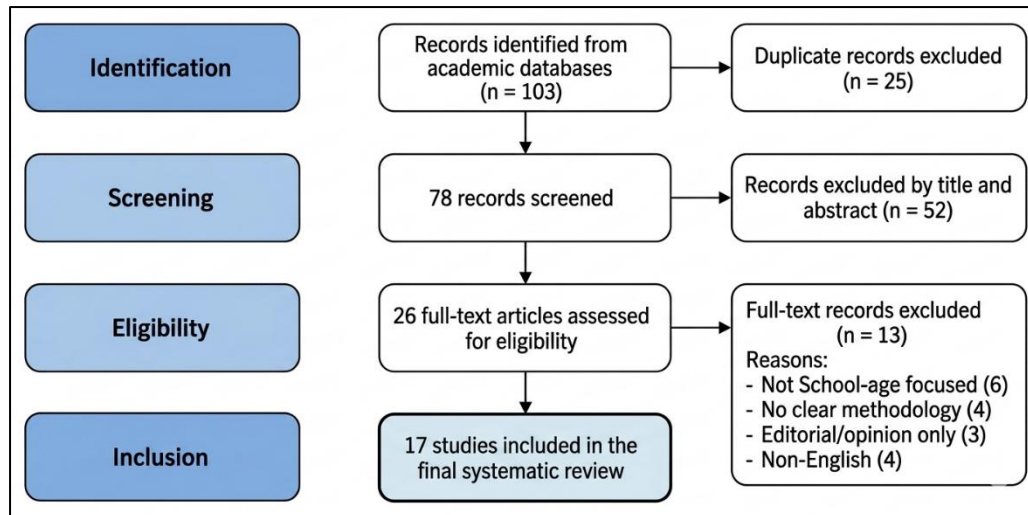 Identification
Records identified from
academic databases
(n = 103)
Duplicate records excluded
(n = 25)
Screening
78 records screened
Records excluded by title and
abstract (n = 52)
Eligibility
26 full-text articles assessed
for eligibility
Full-text records excluded
(n = 13)
Reasons:
- Not School-age focused (6)
- No clear methodology (4)
- Editorial/opinion only (3)
- Non-English (4)
Inclusion
17 studies included in the
final systematic review